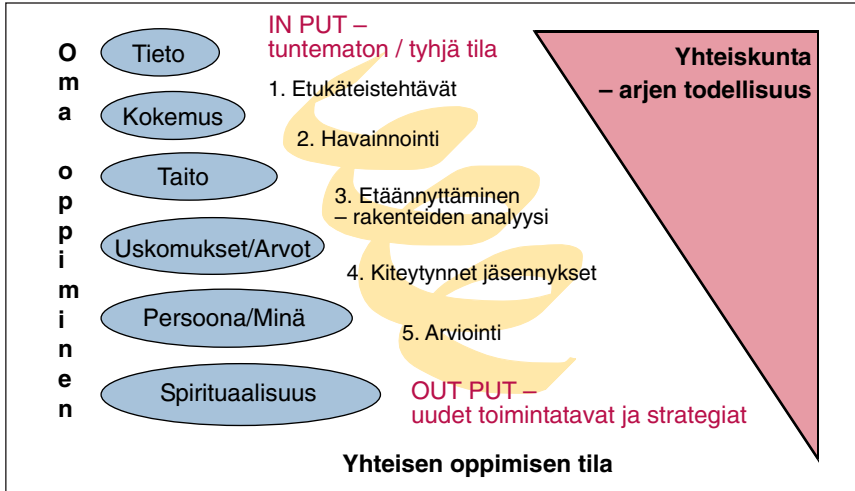 Oma oppiminen
Tieto
Kokemus
Taito
Uskomukset/Arvot
Persoona/Minä
Spirituaalisuus
IN PUT –
tuntematon / tyhjä tila
1. Etukäteistehtävät
2. Havainnointi
3. Etäännyttäminen
– rakenteiden analyysi
4. Kiteytynnet jäsennykset
5. Arviointi
OUT PUT –
uudet toimintatavat ja strategiat
Yhteiskunta
– arjen todellisuus
Yhteisen oppimisen tila